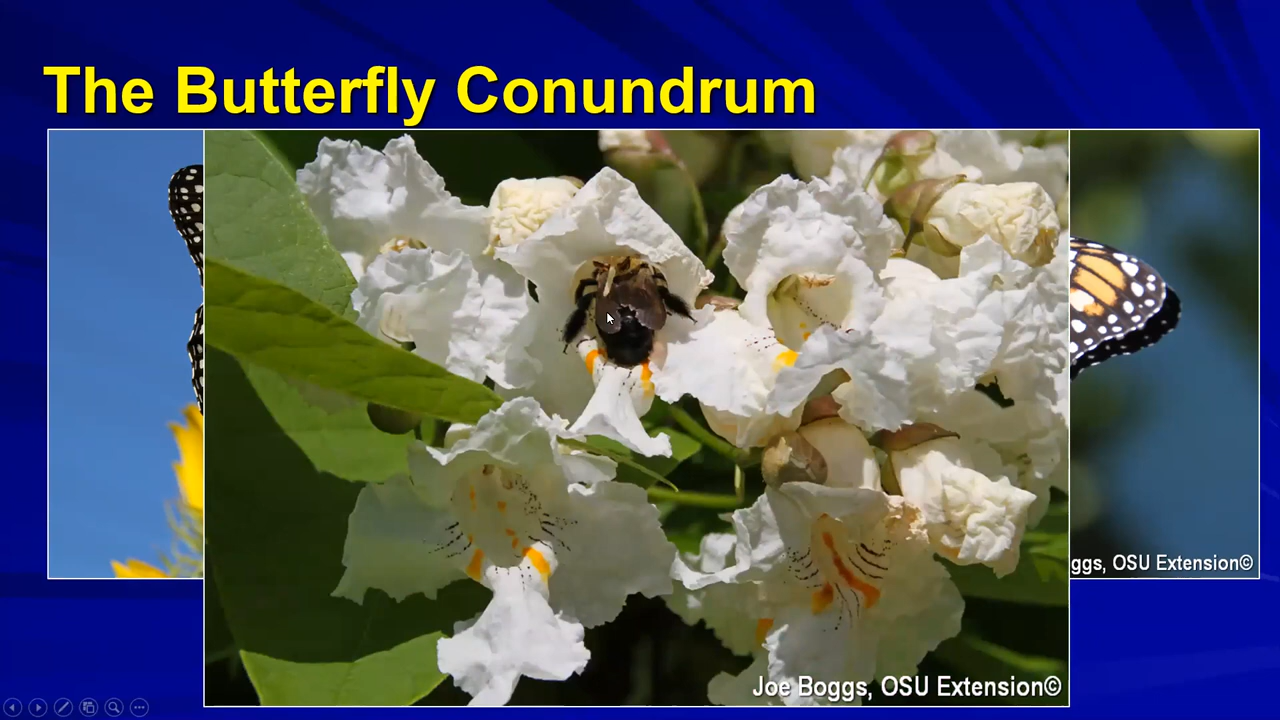 The Butterfly Conundrum
ggs, OSU Extension©
Joe Boggs, OSU Extension©